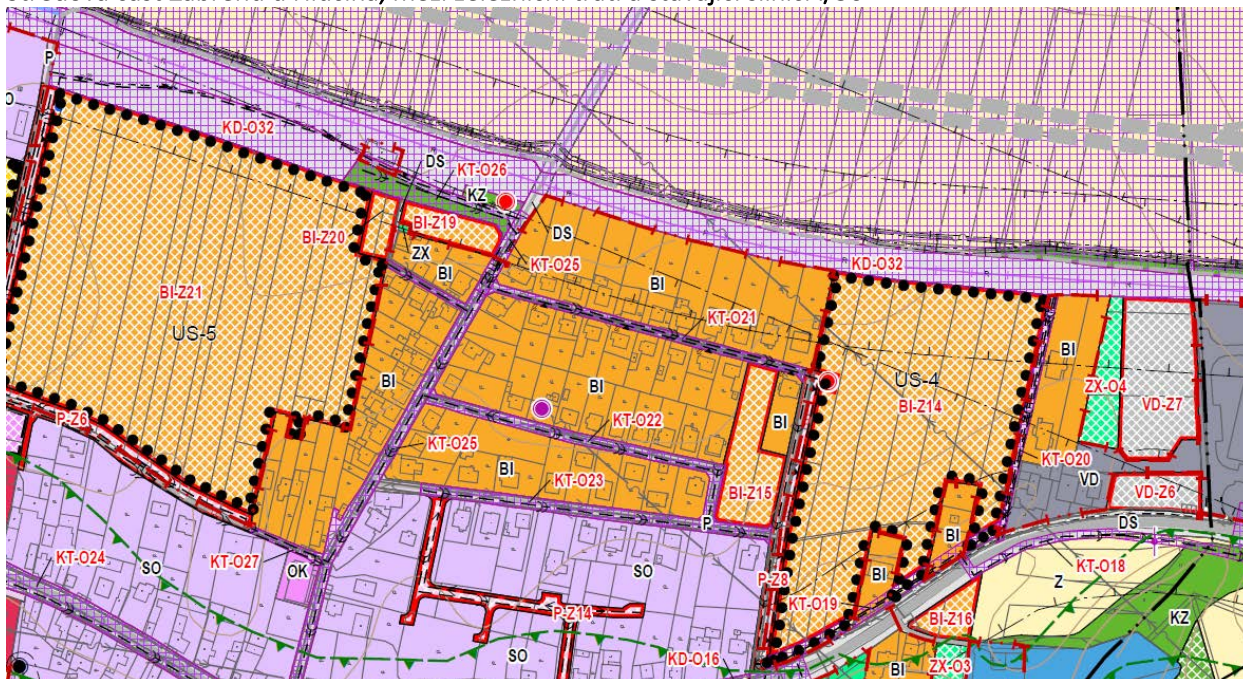 P
KD-O32
DS
KT-O26
KZ
BI-Z19
BI-Z20
DS
ZX
KT-O25
BI
BI
KD-O32
BI-Z21
US-5
KT-O21
BI
US-4
BI-Z14
BI
ZX-O4
VD-Z7
BI
BI
P-Z6
KT-O22
KT-O25
BI
KT-O23
BI-Z15
KT-O20
VD
VD-Z6
P
DS
KT-O24
SO
KT-O27
OK
SO
P-Z8
KT-O19
BI
BI
KT-O18
Z
BI-Z16
KZ
P-Z14
SO
KD-O16
BI
ZX-O3